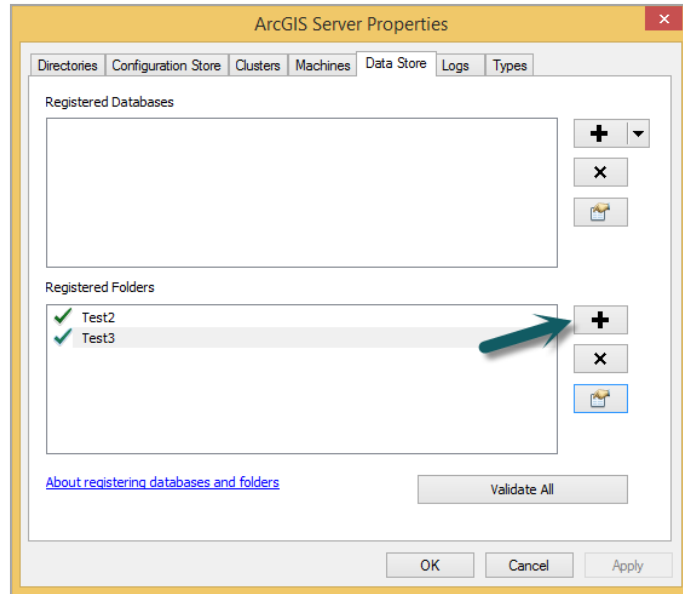 ArcGIS Server Properties
Directories Configuration Store Clusters Machines Data Store Logs Types
Registered Databases
Registered Folders
Test2
Test3
About registering databases and folders
Validate All
OK Cancel Apply